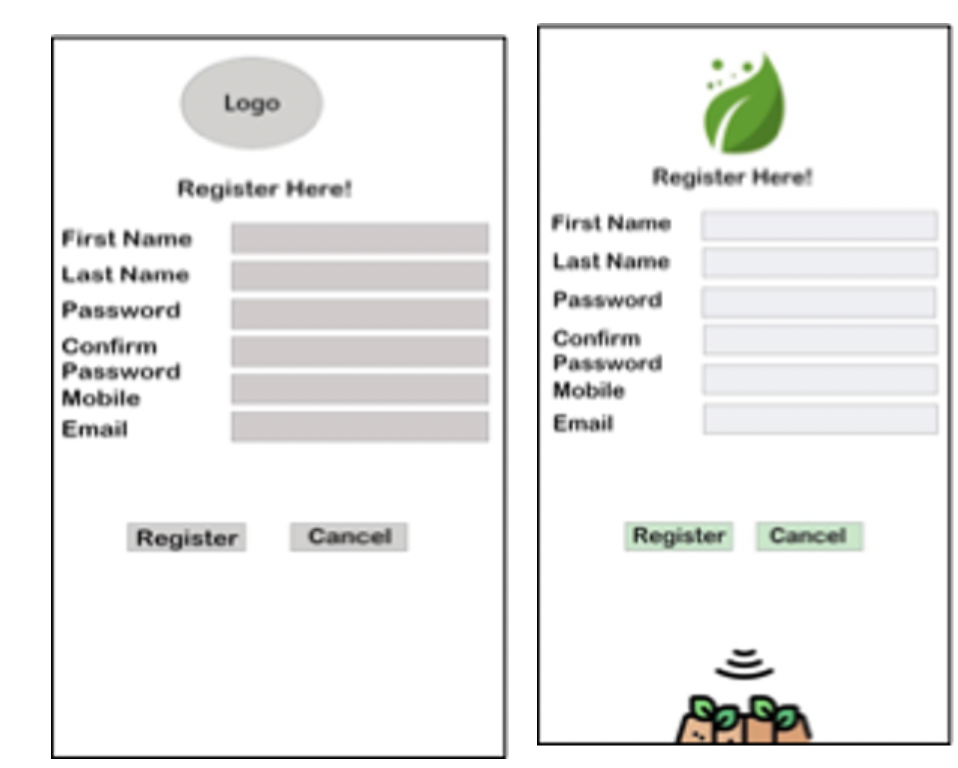 Logo
Register Here!
First Name
Last Name
Password
Confirm
Password
Mobile
Email
Register Cancel
Register Here!
First Name
Last Name
Password
Confirm
Password
Mobile
Email
Register Cancel